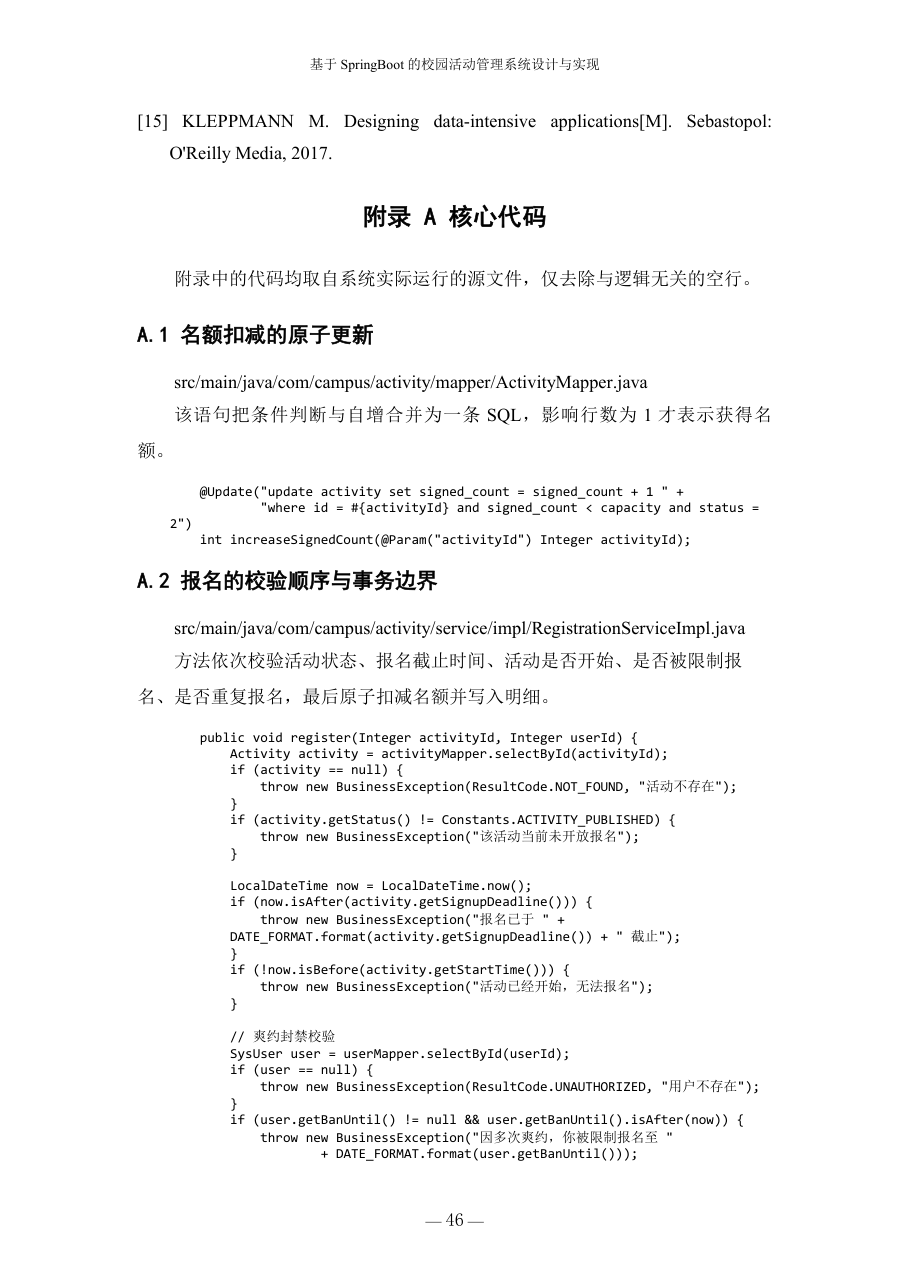 基于 SpringBoot 的校园活动管理系统设计与实现
[15] KLEPPMANN M. Designing data-intensive applications[M]. Sebastopol:
O'Reilly Media, 2017.
附录 A 核心代码
附录中的代码均取自系统实际运行的源文件，仅去除与逻辑无关的空行。
A.1 名额扣减的原子更新
src/main/java/com/campus/activity/mapper/ActivityMapper.java
该语句把条件判断与自增合并为一条 SQL，影响行数为 1 才表示获得名
额。
@Update("update activity set signed_count = signed_count + 1 " +
"where id = #{activityId} and signed_count < capacity and status =
2")
int increaseSignedCount(@Param("activityId") Integer activityId);
A.2 报名的校验顺序与事务边界
src/main/java/com/campus/activity/service/impl/RegistrationServiceImpl.java
方法依次校验活动状态、报名截止时间、活动是否开始、是否被限制报
名、是否重复报名，最后原子扣减名额并写入明细。
public void register(Integer activityId, Integer userId) {
Activity activity = activityMapper.selectById(activityId);
if (activity == null) {
throw new BusinessException(ResultCode.NOT_FOUND, "活动不存在");
}
if (activity.getStatus() != Constants.ACTIVITY_PUBLISHED) {
throw new BusinessException("该活动当前未开放报名");
}
LocalDateTime now = LocalDateTime.now();
if (now.isAfter(activity.getSignupDeadline())) {
throw new BusinessException("报名已于 " +
DATE_FORMAT.format(activity.getSignupDeadline()) + " 截止");
}
if (!now.isBefore(activity.getStartTime())) {
throw new BusinessException("活动已经开始，无法报名");
}
// 爽约封禁校验
SysUser user = userMapper.selectById(userId);
if (user == null) {
throw new BusinessException(ResultCode.UNAUTHORIZED, "用户不存在");
}
if (user.getBanUntil() != null && user.getBanUntil().isAfter(now)) {
throw new BusinessException("因多次爽约，你被限制报名至 "
+ DATE_FORMAT.format(user.getBanUntil()));
— 46 —